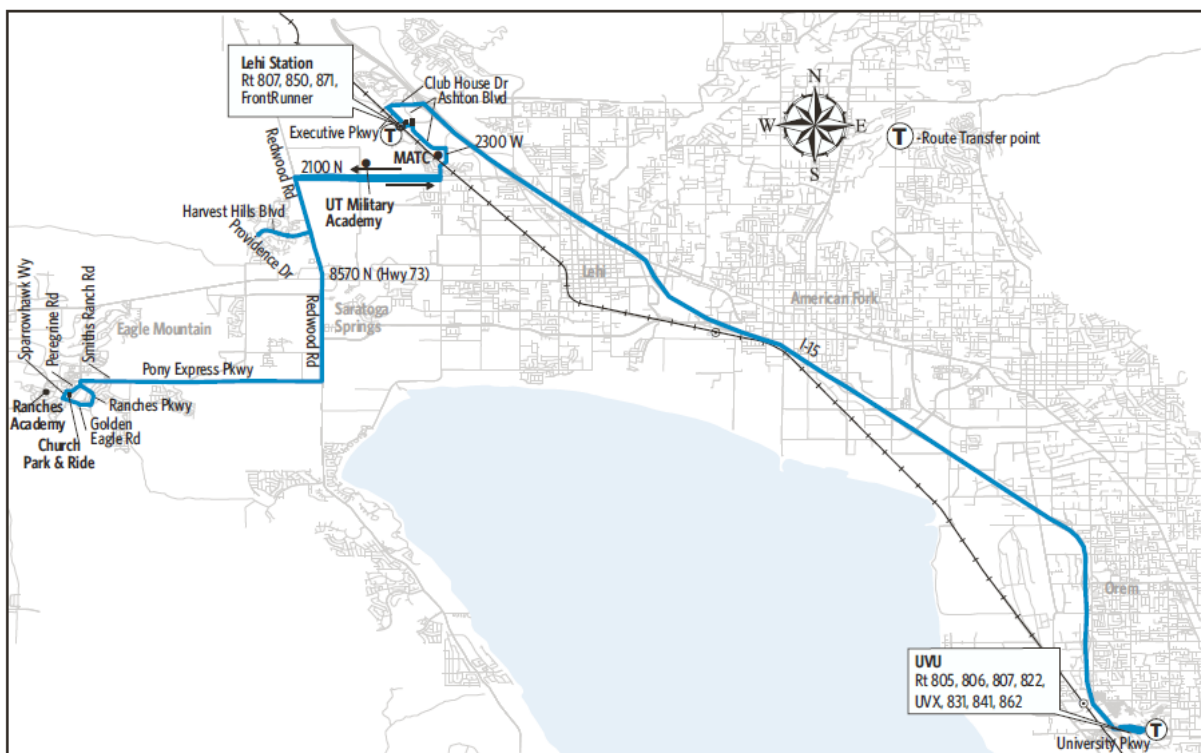 Lehi Station
Rt 807, 850, 871,
FrontRunner
Club House Dr
Ashton Blvd
Executive Pkwy
T
2300 W
MATC
2100 N
Redwood Rd
UT Military
Academy
Harvest Hills Blvd
Providence Dr
8570 N (Hwy 73)
N
W
E
S
T
-Route Transfer point
Lehi
American Fork
I-15
Sparrowhawk Wy
Peregrine Rd
Smiths Ranch Rd
Eagle Mountain
Redwood Rd
Saratoga
Springs
Pony Express Pkwy
Ranches
Academy
Ranches Pkwy
Golden
Eagle Rd
Church
Park & Ride
Orem
UVU
Rt 805, 806, 807, 822,
UVX, 831, 841, 862
T
University Pkwy